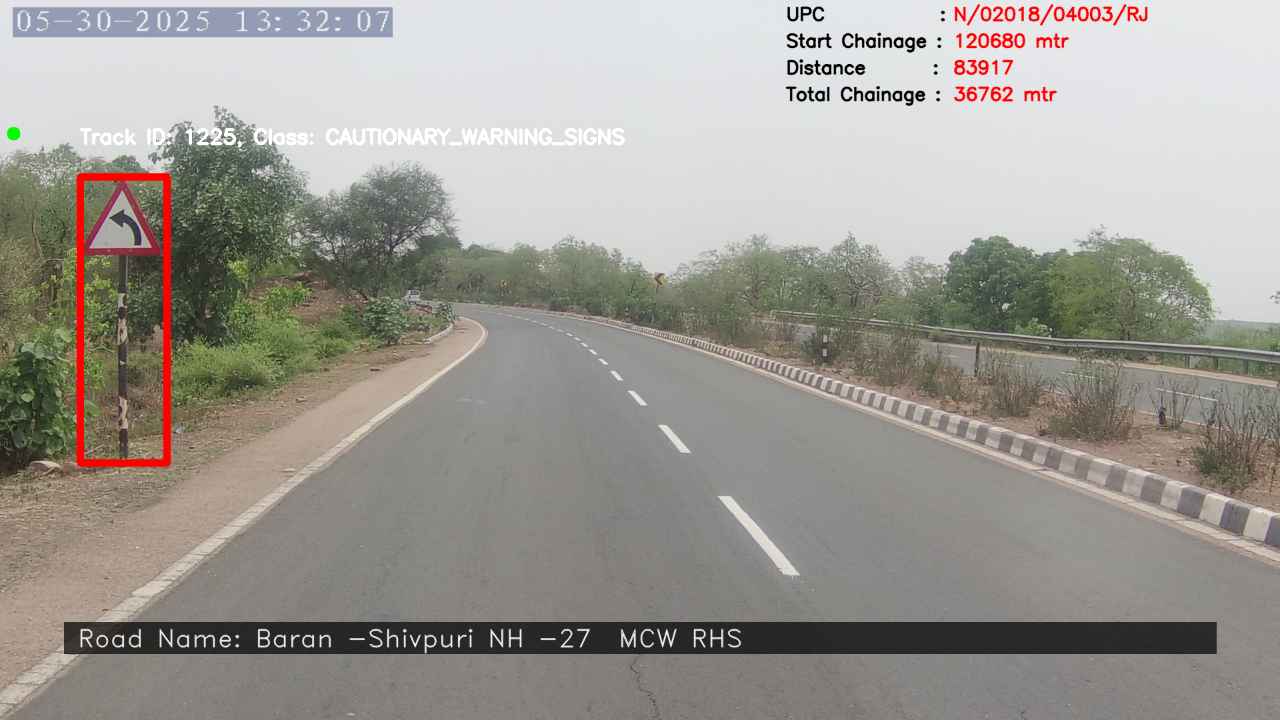 05-30-2025 13:32:07
UPC : N/02018/04003/RJ
Start Chainage : 120680 mtr
Distance : 83917
Total Chainage : 36762 mtr
Track ID: 1225, Class: CAUTIONARY_WARNING_SIGNS
Road Name: Baran -Shivpuri NH -27 MCW RHS